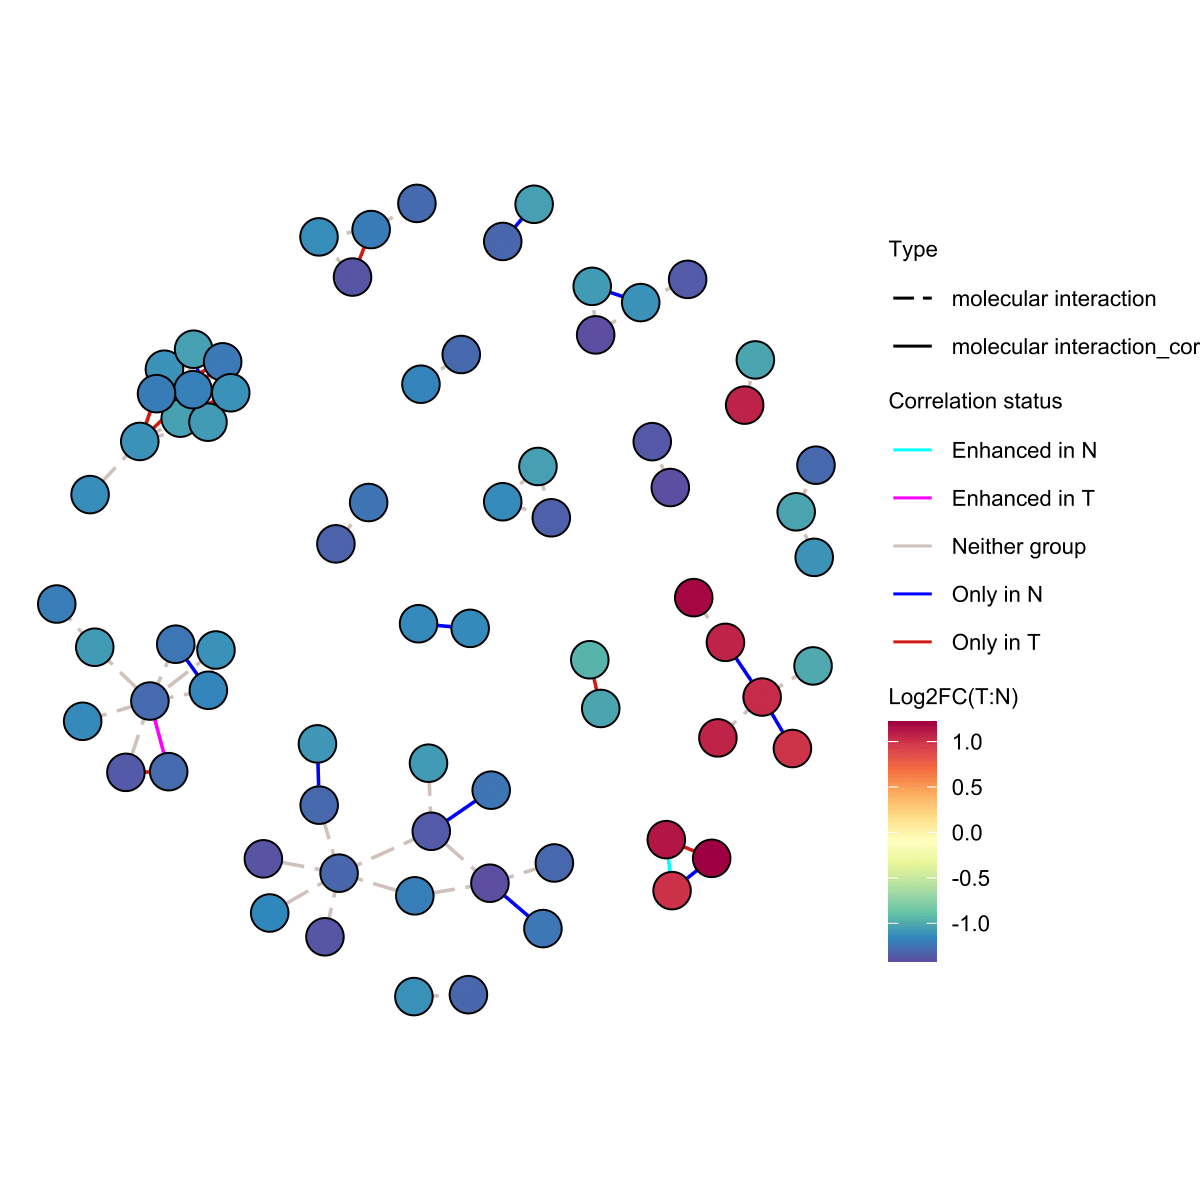 Type
molecular interaction
molecular interaction_cor
Correlation status
Enhanced in N
Enhanced in T
Neither group
Only in N
Only in T
Log2FC(T:N)
1.0
0.5
0.0
-0.5
-1.0